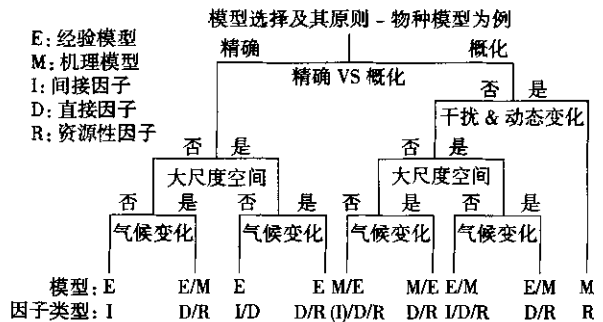 模型选择及其原则 - 物种模型为例
E: 经验模型
M: 机理模型
I: 间接因子
D: 直接因子
R: 资源性因子
精确 概化
精确 VS 概化
否 是
干扰 & 动态变化
否 是 否 是
大尺度空间 大尺度空间
否 是 否 是 否 是 否 是
气候变化 气候变化 气候变化 气候变化
模型: E E/M E E M/E M/E E/M E/M M
因子类型: I D/R I/D D/R (I)/D/R D/R I/D/R D/R R